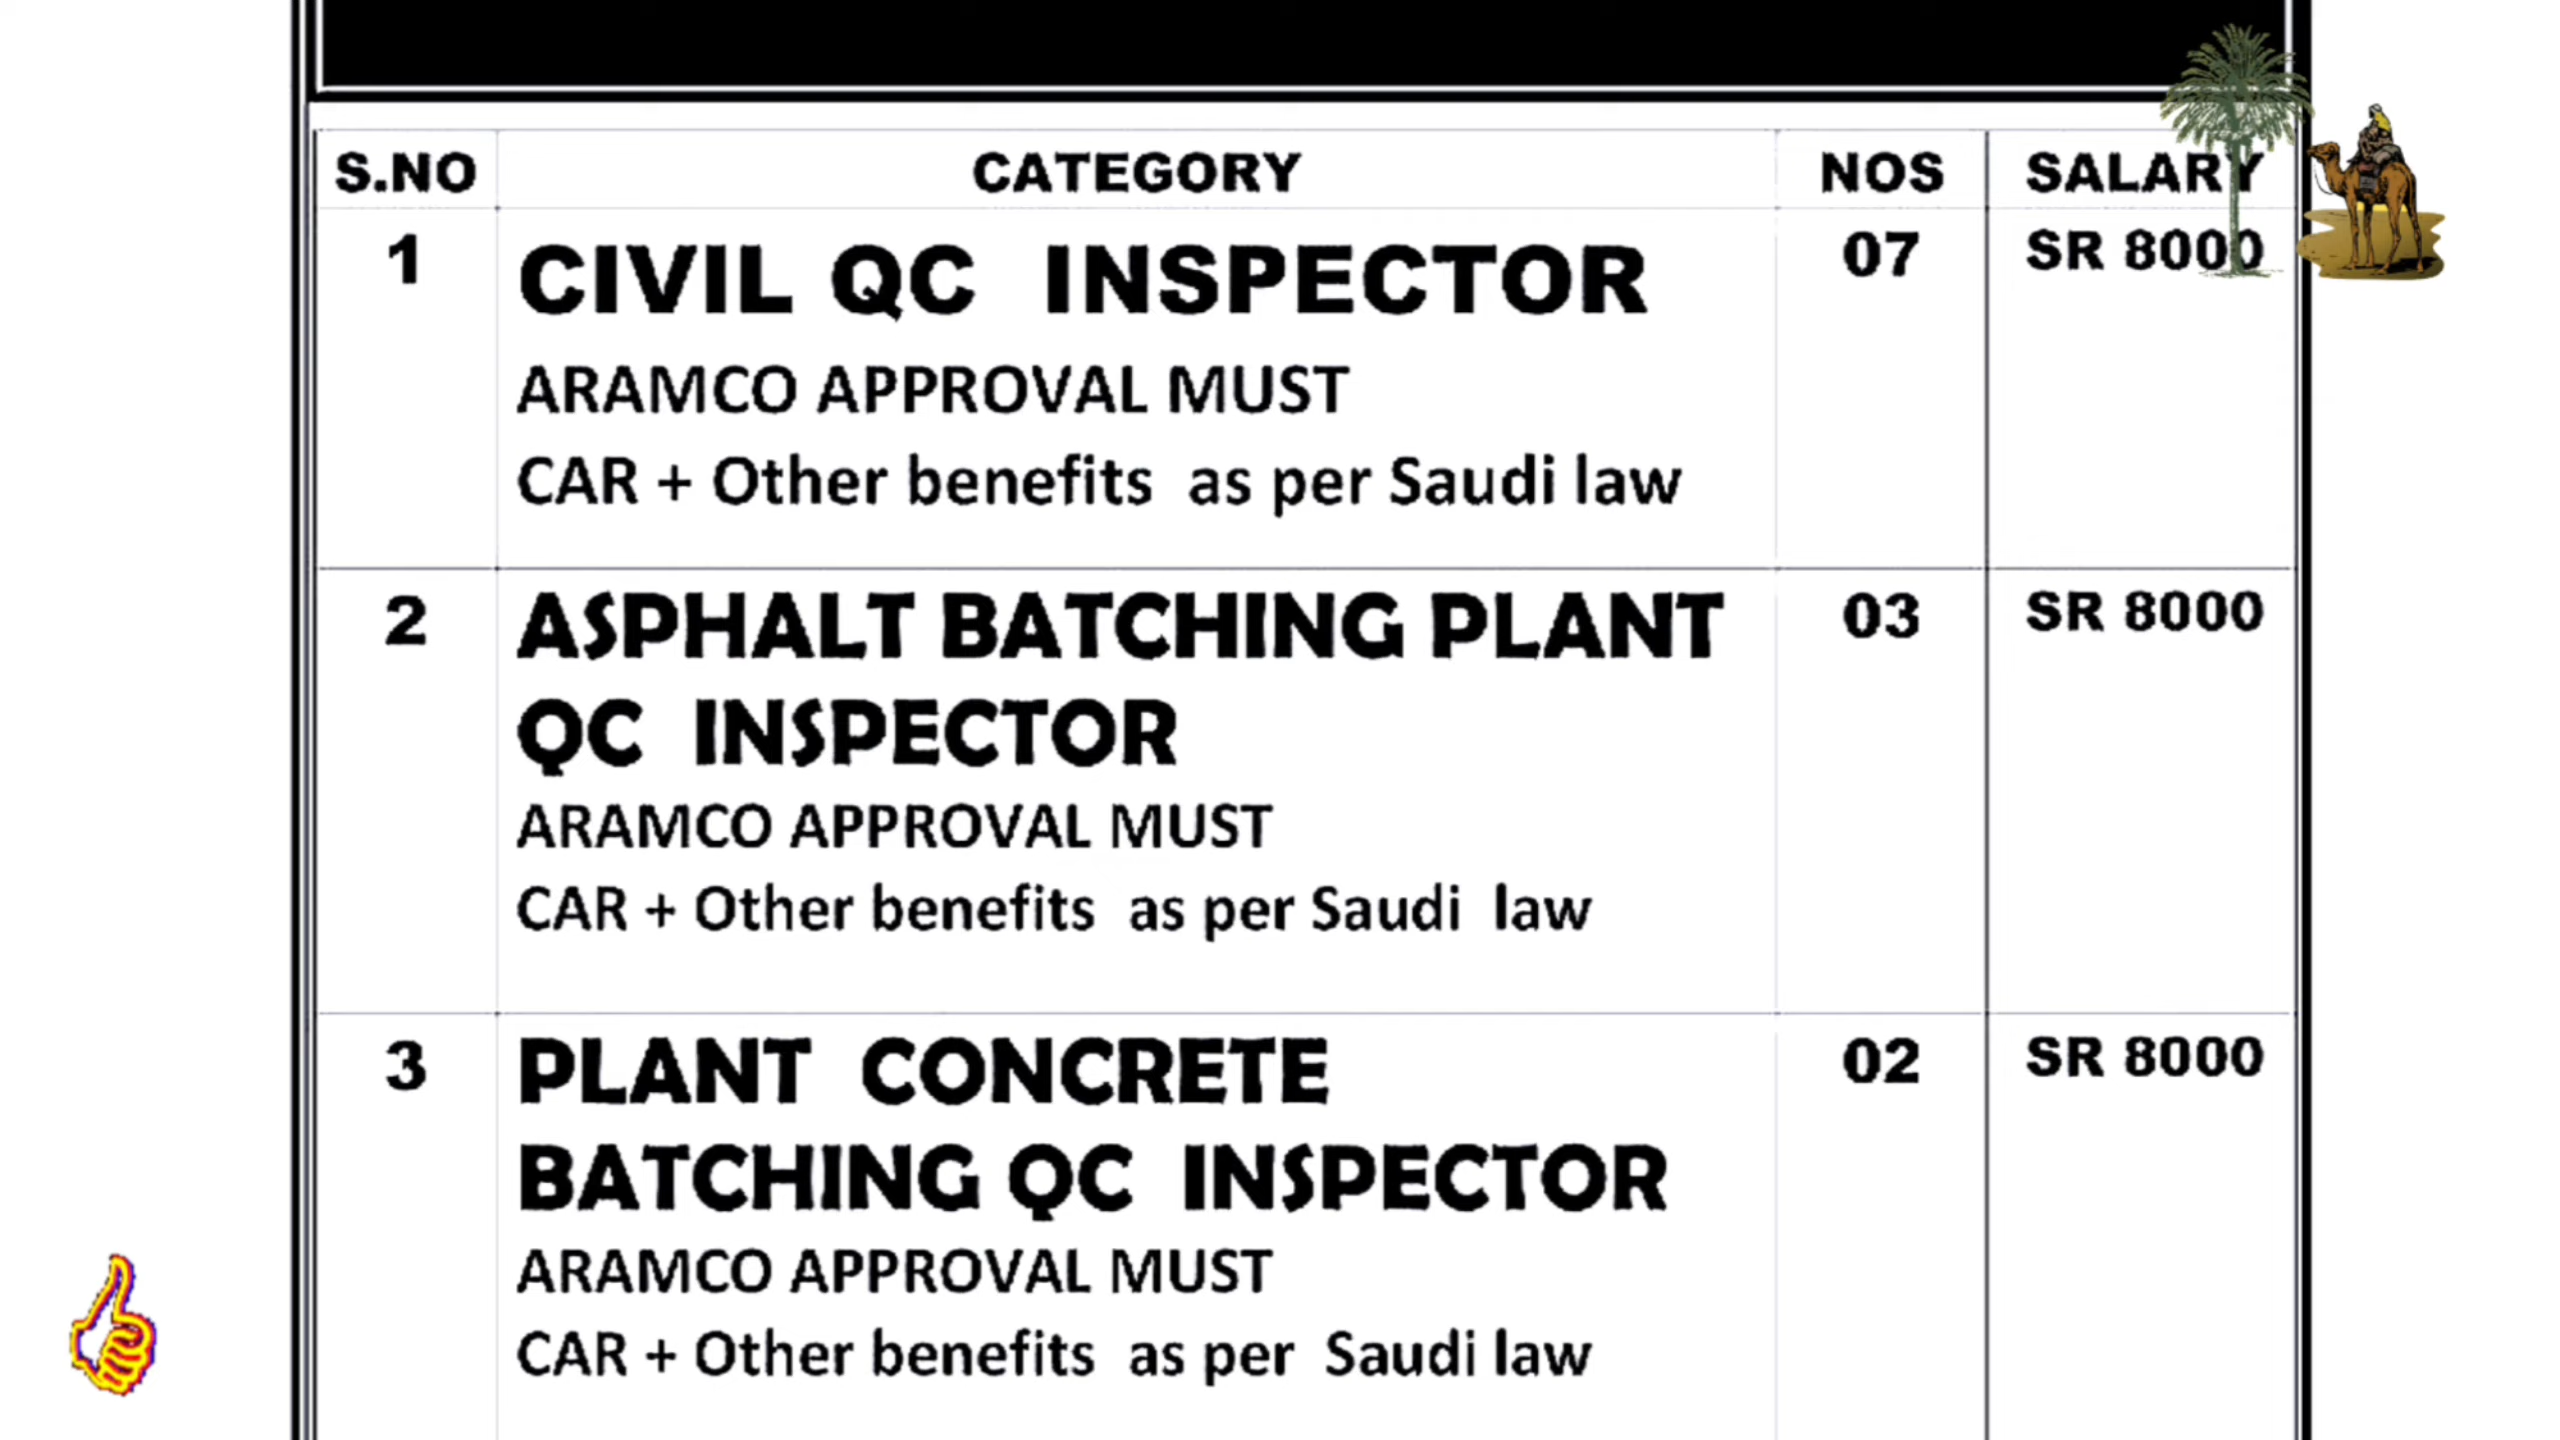 S.NO CATEGORY NOS SALARY
1 CIVIL QC INSPECTOR 07 SR 8000
ARAMCO APPROVAL MUST
CAR + Other benefits as per Saudi law
2 ASPHALT BATCHING PLANT 03 SR 8000
QC INSPECTOR
ARAMCO APPROVAL MUST
CAR + Other benefits as per Saudi law
3 PLANT CONCRETE 02 SR 8000
BATCHING QC INSPECTOR
ARAMCO APPROVAL MUST
CAR + Other benefits as per Saudi law